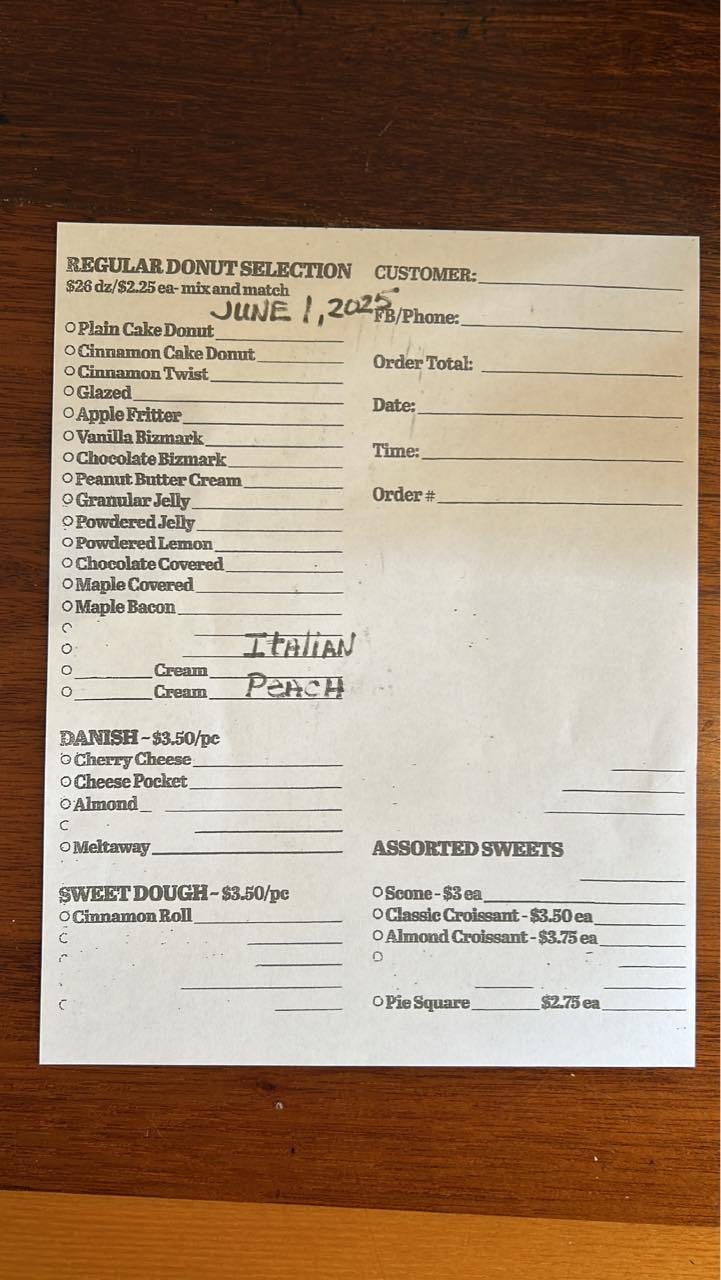 REGULAR DONUT SELECTION
$26 dz/$2.25 ea- mix and match
JUNE 1, 2025
Plain Cake Donut
Cinnamon Cake Donut
Cinnamon Twist
Glazed
Apple Fritter
Vanilla Bizmark
Chocolate Bizmark
Peanut Butter Cream
Granular Jelly
Powdered Jelly
Powdered Lemon
Chocolate Covered
Maple Covered
Maple Bacon
ITALIAN
Cream
Cream PEACH
DANISH ~ $3.50/pc
Cherry Cheese
Cheese Pocket
Almond
Meltaway
SWEET DOUGH ~ $3.50/pc
Cinnamon Roll
CUSTOMER:
FB/Phone:
Order Total:
Date:
Time:
Order #
ASSORTED SWEETS
Scone - $3 ea
Classic Croissant - $3.50 ea
Almond Croissant - $3.75 ea
Pie Square $2.75 ea